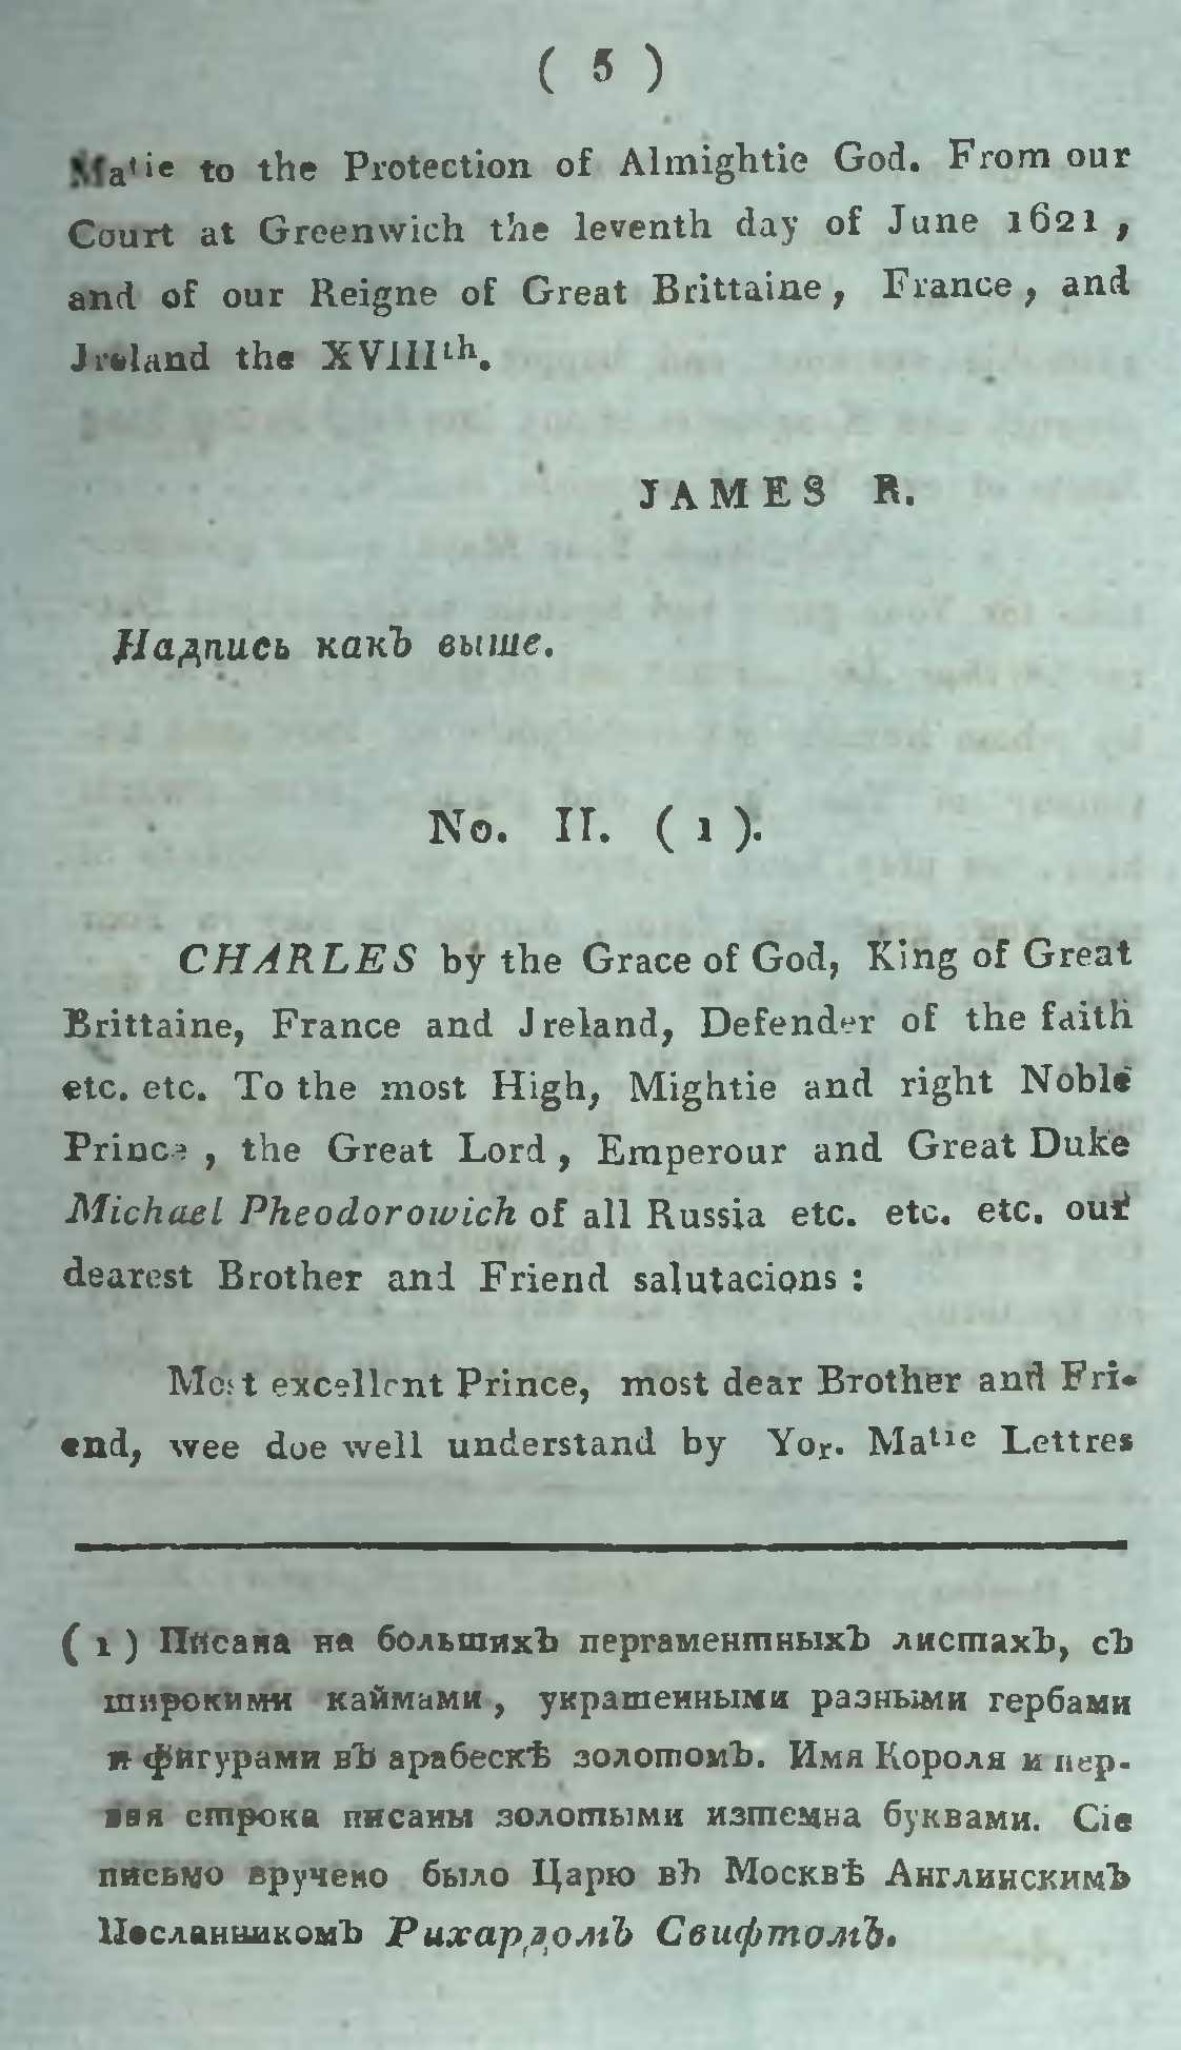 ( 5 )
Maᵗⁱᵉ to the Protection of Almightie God. From our
Court at Greenwich the leventh day of June 1621 ,
and of our Reigne of Great Brittaine, France, and
Jreland the XVIIIᵗʰ.
JAMES R.
Надпись какЪ выше.
No. II. ( 1 ).
CHARLES by the Grace of God, King of Great
Brittaine, France and Jreland, Defender of the faith
etc. etc. To the most High, Mightie and right Noble
Prince , the Great Lord , Emperour and Great Duke
Michael Pheodorowich of all Russia etc. etc. etc. our
dearest Brother and Friend salutacions :
Most excellent Prince, most dear Brother and Fri-
end, wee doe well understand by Yoᵣ. Maᵗⁱᵉ Lettres
( 1 ) Писана на большихЪ пергаментныхЪ листахЪ, сЪ
широкими каймами, украшенными разными гербами
и фигурами вЪ арабескѣ золотомЪ. Имя Короля и пер-
вая строка писаны золотыми изтемна буквами. Сіе
письмо вручено было Царю вЪ Москвѣ АнглинскимЪ
ПосланникомЪ РихардомЪ СвифтомЪ.